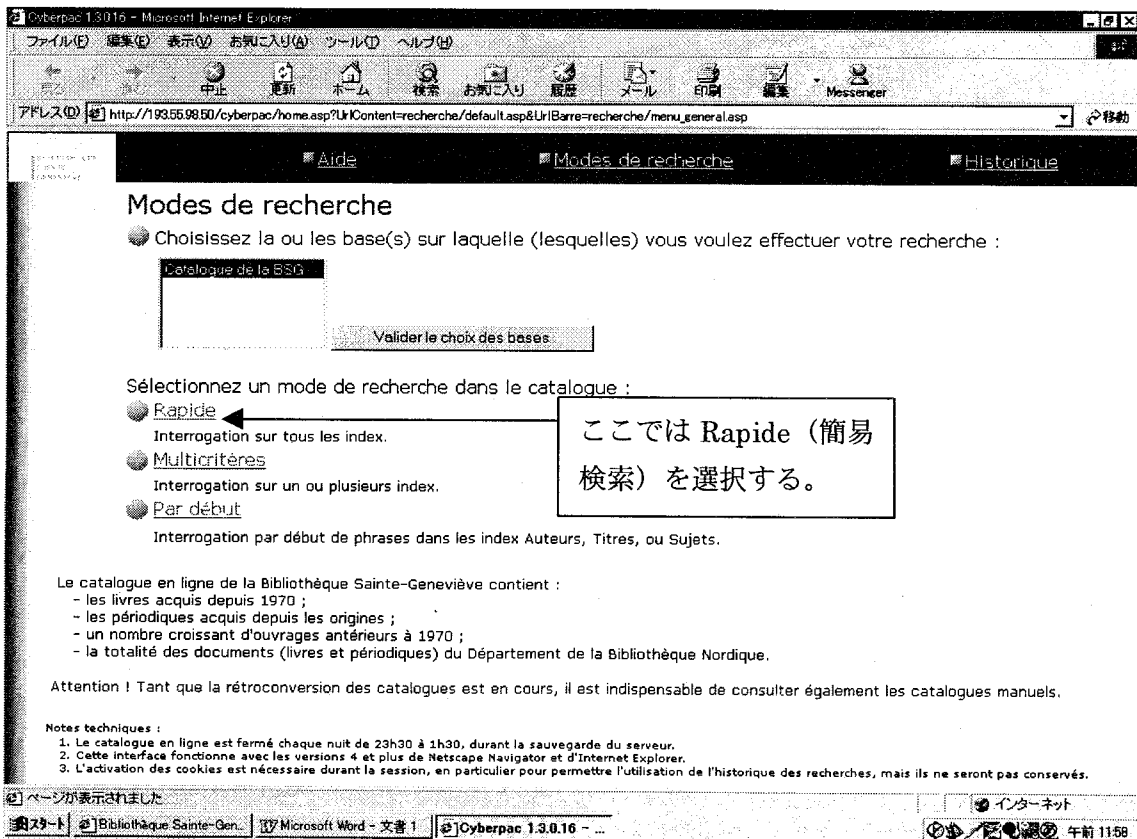 Cyberpac 1.3.0.16 - Microsoft Internet Explorer
ファイル(F) 編集(E) 表示(V) お気に入り(A) ツール(T) ヘルプ(H)
戻る 進む 中止 更新 ホーム 検索 お気に入り 履歴 メール 印刷 編集 Messenger
アドレス(D) http://193.55.98.50/cyberpac/home.asp?UrlContent=recherche/default.asp&UrlBarre=recherche/menu_general.asp 移動
Aide Modes de recherche Historique
Modes de recherche
Choisissez la ou les base(s) sur laquelle (lesquelles) vous voulez effectuer votre recherche :
Catalogue de la BSG
Valider le choix des bases
Sélectionnez un mode de recherche dans le catalogue :
Rapide
Interrogation sur tous les index.
Multicritères
Interrogation sur un ou plusieurs index.
Par début
Interrogation par début de phrases dans les index Auteurs, Titres, ou Sujets.
ここでは Rapide（簡易
検索）を選択する。
Le catalogue en ligne de la Bibliothèque Sainte-Geneviève contient :
- les livres acquis depuis 1970 ;
- les périodiques acquis depuis les origines ;
- un nombre croissant d'ouvrages antérieurs à 1970 ;
- la totalité des documents (livres et périodiques) du Département de la Bibliothèque Nordique.
Attention ! Tant que la rétroconversion des catalogues est en cours, il est indispensable de consulter également les catalogues manuels.
Notes techniques :
1. Le catalogue en ligne est fermé chaque nuit de 23h30 à 1h30, durant la sauvegarde du serveur.
2. Cette interface fonctionne avec les versions 4 et plus de Netscape Navigator et d'Internet Explorer.
3. L'activation des cookies est nécessaire durant la session, en particulier pour permettre l'utilisation de l'historique des recherches, mais ils ne seront pas conservés.
ページが表示されました インターネット
スタート Bibliothèque Sainte-Gen... Microsoft Word - 文書 1 Cyberpac 1.3.0.16 - ... 午前 11:58